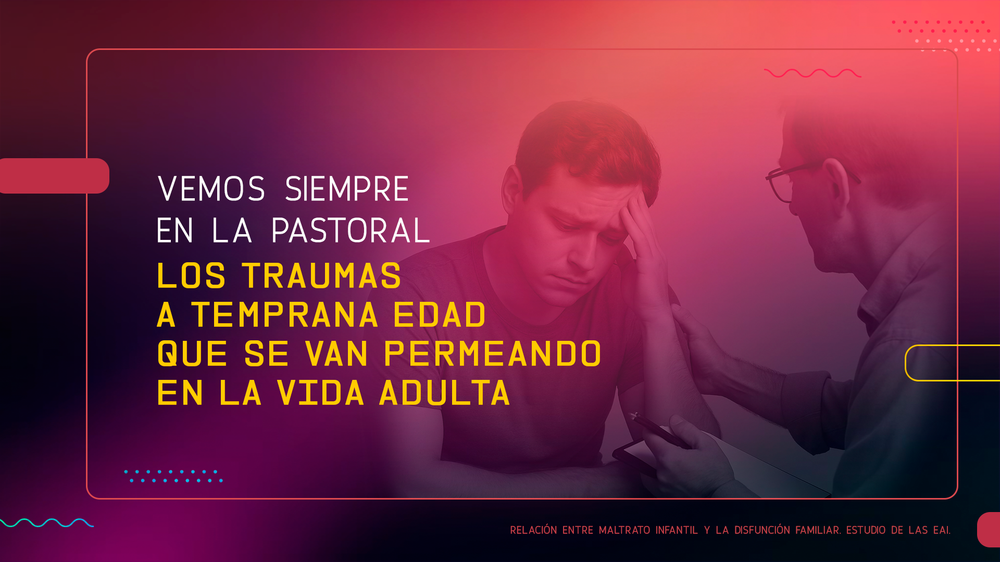 VEMOS SIEMPRE
EN LA PASTORAL
LOS TRAUMAS
A TEMPRANA EDAD
QUE SE VAN PERMEANDO
EN LA VIDA ADULTA
RELACIÓN ENTRE MALTRATO INFANTIL Y LA DISFUNCIÓN FAMILIAR. ESTUDIO DE LAS EAI.